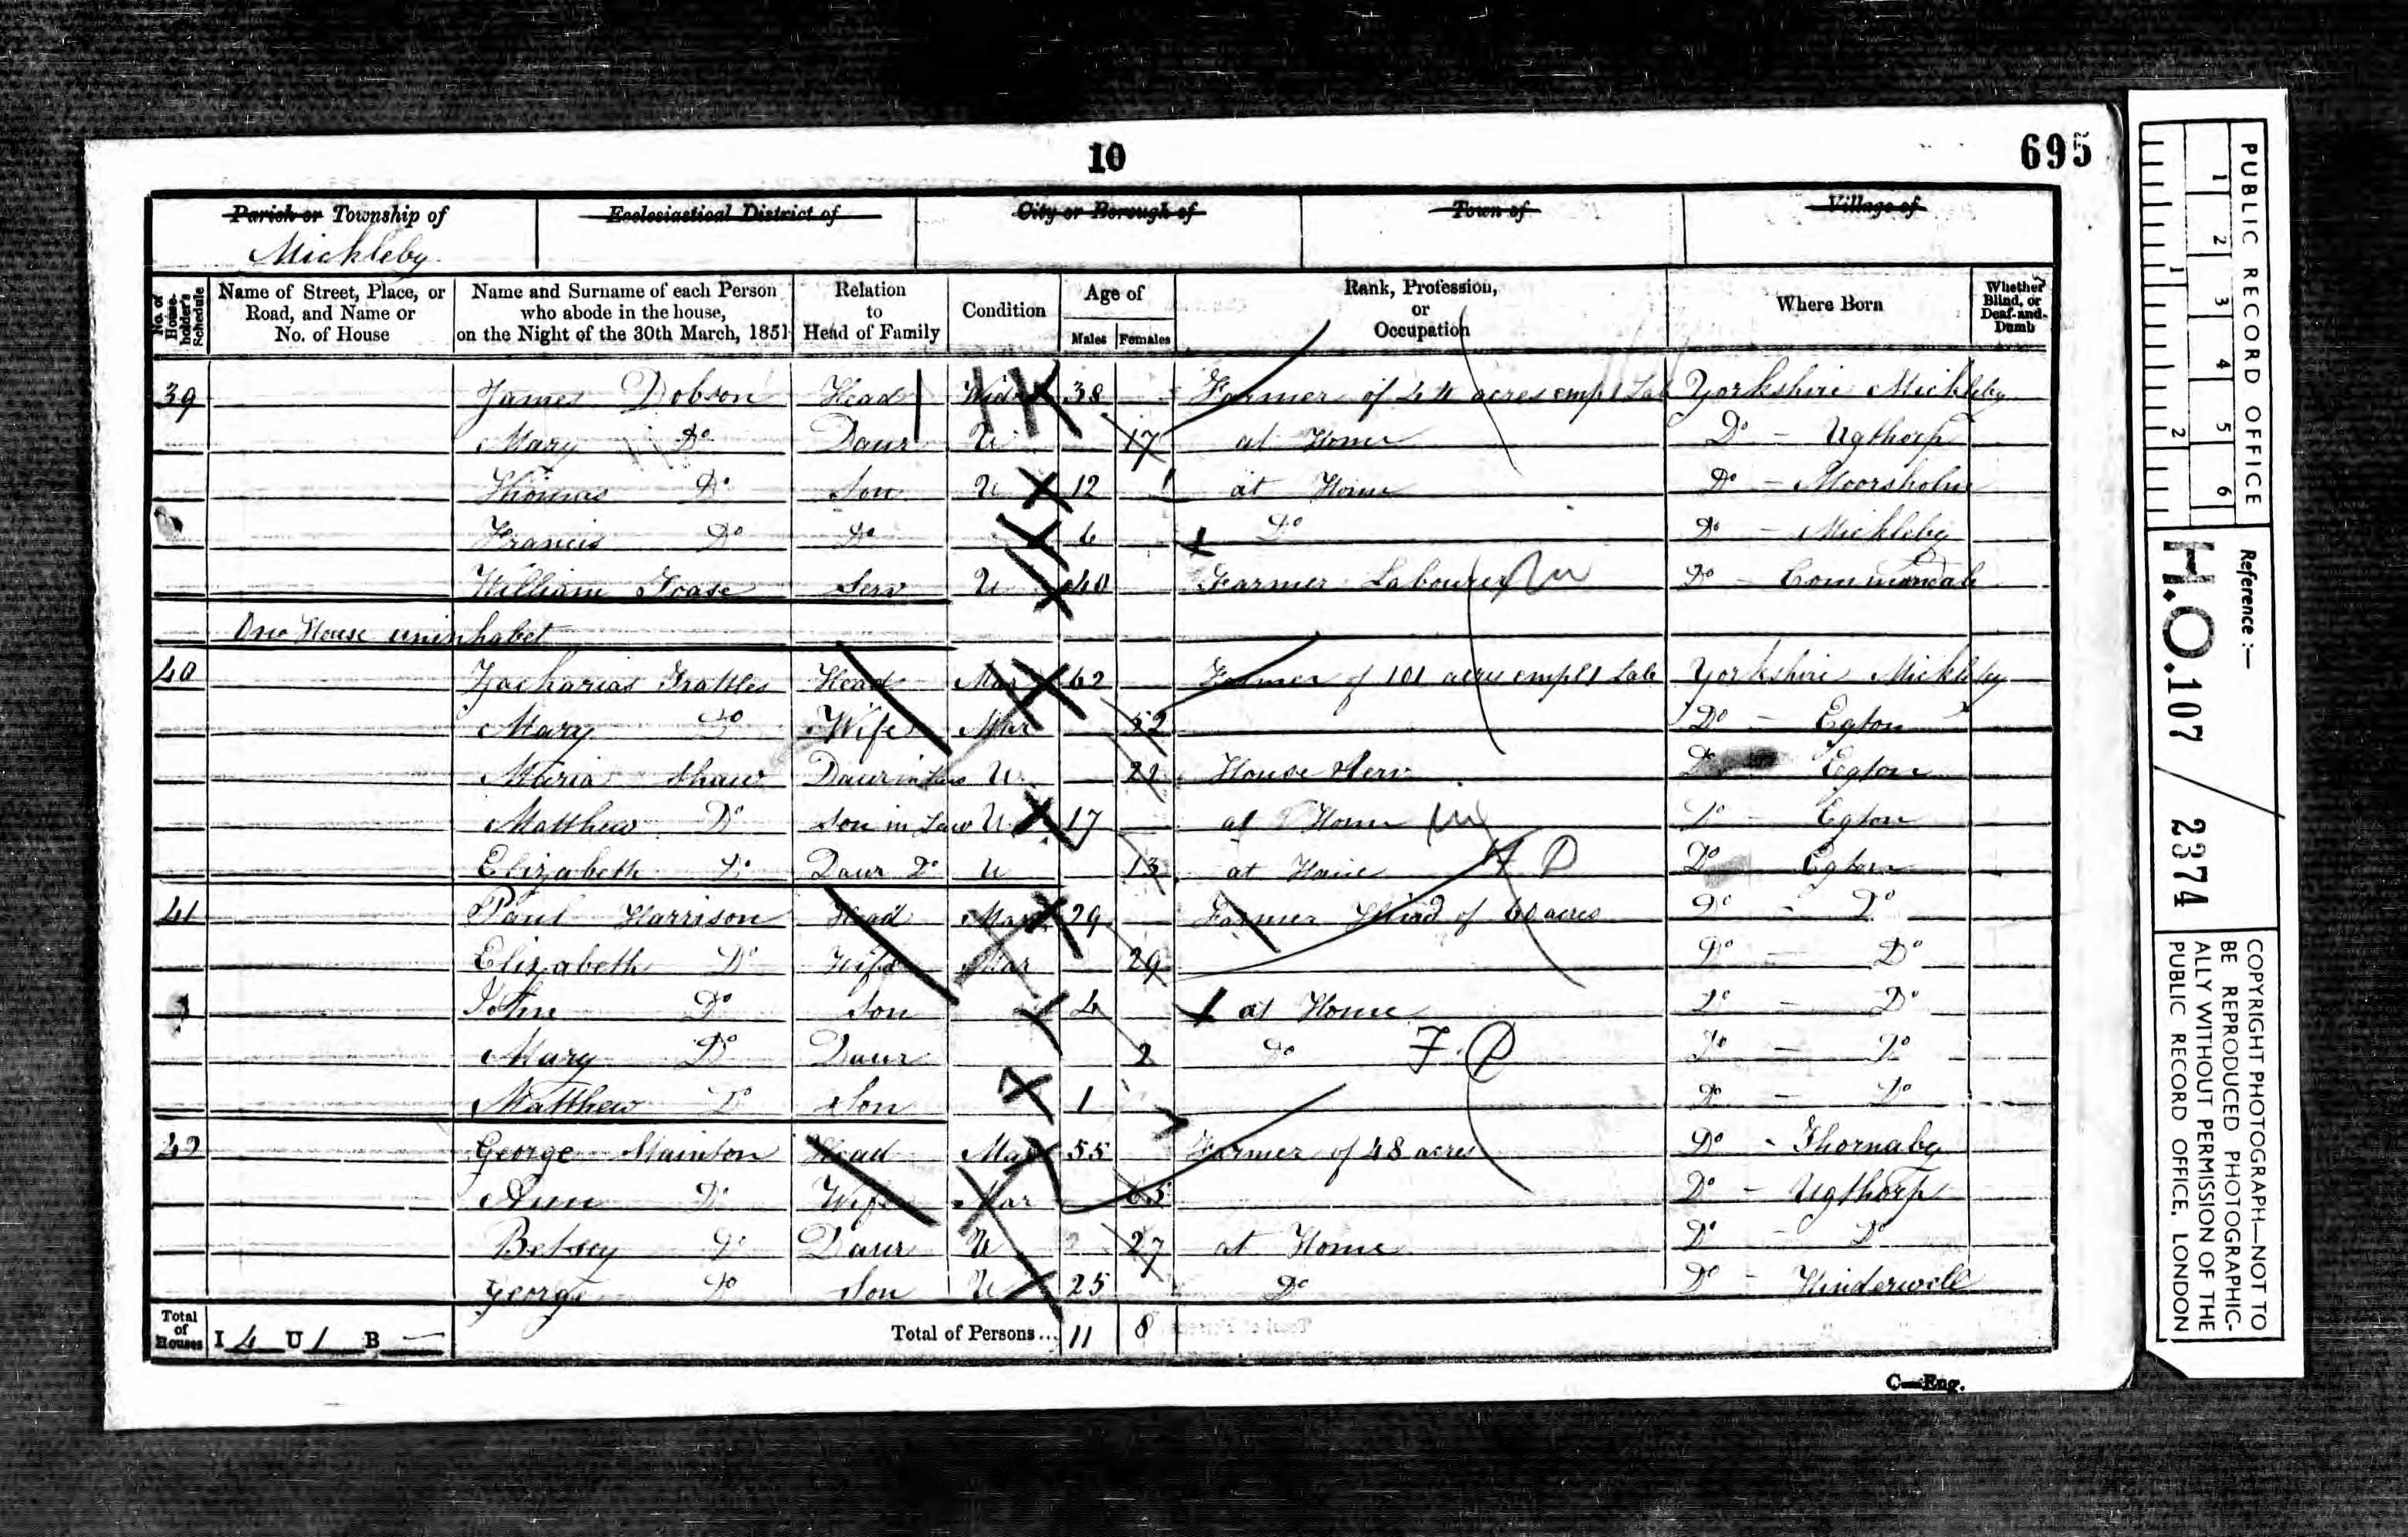 10
695
Parish or Township of Ecclesiastical District of City or Borough of Town of Village of
Mickleby
No. of House-holder's Schedule Name of Street, Place, or Road, and Name or No. of House Name and Surname of each Person who abode in the house, on the Night of the 30th March, 1851 Relation to Head of Family Condition Age of Males Females Rank, Profession, or Occupation Where Born Whether Blind, or Deaf-and-Dumb
39 James Dobson Head Widr 38 Farmer of 44 acres emp 1 Lab Yorkshire Mickleby
Mary Do Daur U 17 at Home Do - Ugthorp
Thomas Do Son U 12 at Home Do - Moorsholm
Francis Do Do 6 Do Do - Mickleby
William Toase Serv U 40 Farmer Labourer Do - Commondale
One House uninhabet
40 Zacharias Frattles Head Mar 62 Farmer of 101 acres empl 1 Lab Yorkshire Mickleby
Mary Do Wife Mar 52 Do - Egton
Maria Shaw Daur in Law U 21 House Serv Do Egton
Matthew Do Son in Law U 17 at Home Do Egton
Elizabeth Do Daur Do U 13 at Home Do Egton
41 Paul Harrison Head Mar 29 Farmer of 60 acres Do - Do
Elizabeth Do Wife Mar 29 Do - Do
John Do Son 4 at Home Do - Do
Mary Do Daur 2 Do Do - Do
Matthew Do Son 1 Do - Do
42 George Stainton Head Mar 55 Farmer of 48 acres Do - Thornaby
Ann Do Wife Mar 65 Do - Ugthorp
Betsey Do Daur U 27 at Home Do - Do
George Do Son U 25 Do Do - Hinderwell
Total of Houses I 4 U 1 B - Total of Persons... 11 8
C—Eng.
PUBLIC RECORD OFFICE
1 2 3 4 5 6
1 2
Reference :—
H.O.107 / 2374
COPYRIGHT PHOTOGRAPH—NOT TO
BE REPRODUCED PHOTOGRAPHIC-
ALLY WITHOUT PERMISSION OF THE
PUBLIC RECORD OFFICE, LONDON